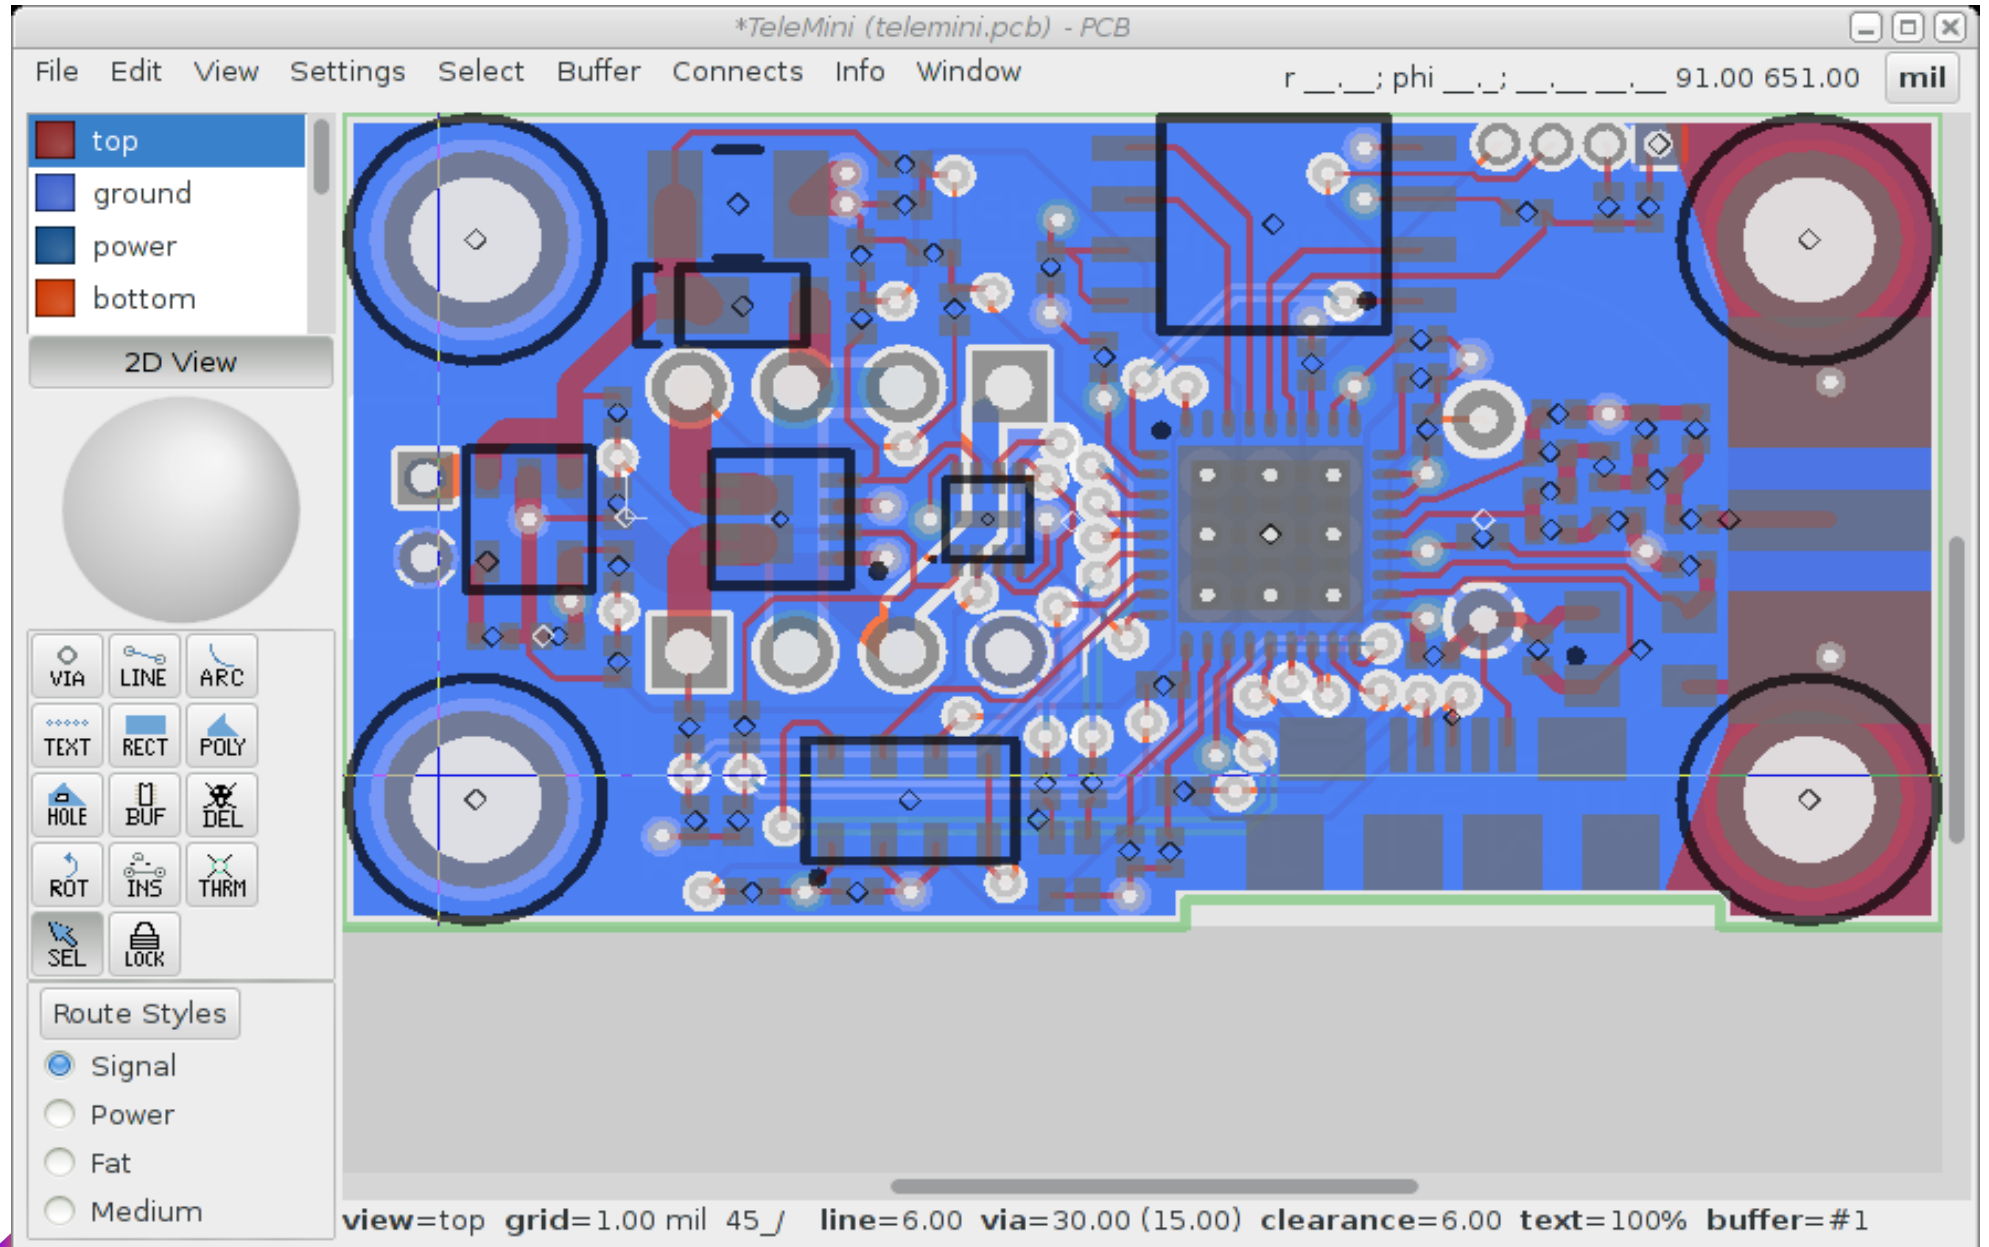 *TeleMini (telemini.pcb) - PCB
File Edit View Settings Select Buffer Connects Info Window
r __.__; phi __._; __.__ __.__ 91.00 651.00 mil
top
ground
power
bottom
2D View
VIA LINE ARC
TEXT RECT POLY
HOLE BUF DEL
ROT INS THRM
SEL LOCK
Route Styles
Signal
Power
Fat
Medium
view=top grid=1.00 mil 45_/ line=6.00 via=30.00 (15.00) clearance=6.00 text=100% buffer=#1